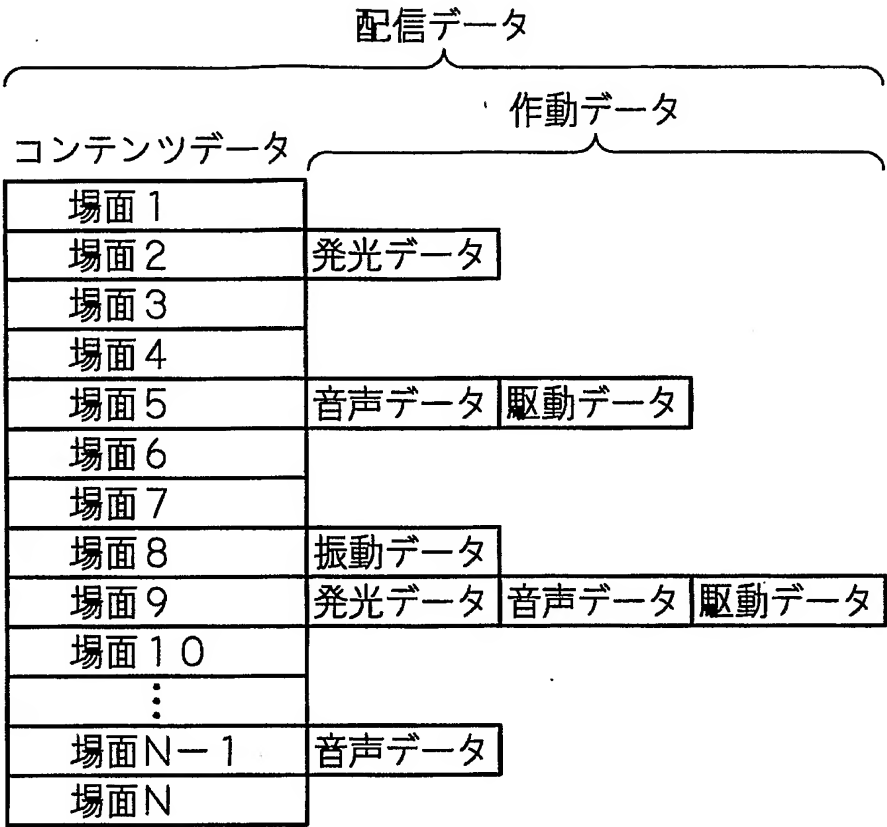 配信データ
作動データ
コンテンツデータ
場面1
場面2 発光データ
場面3
場面4
場面5 音声データ 駆動データ
場面6
場面7
場面8 振動データ
場面9 発光データ 音声データ 駆動データ
場面10
⋮
場面N-1 音声データ
場面N